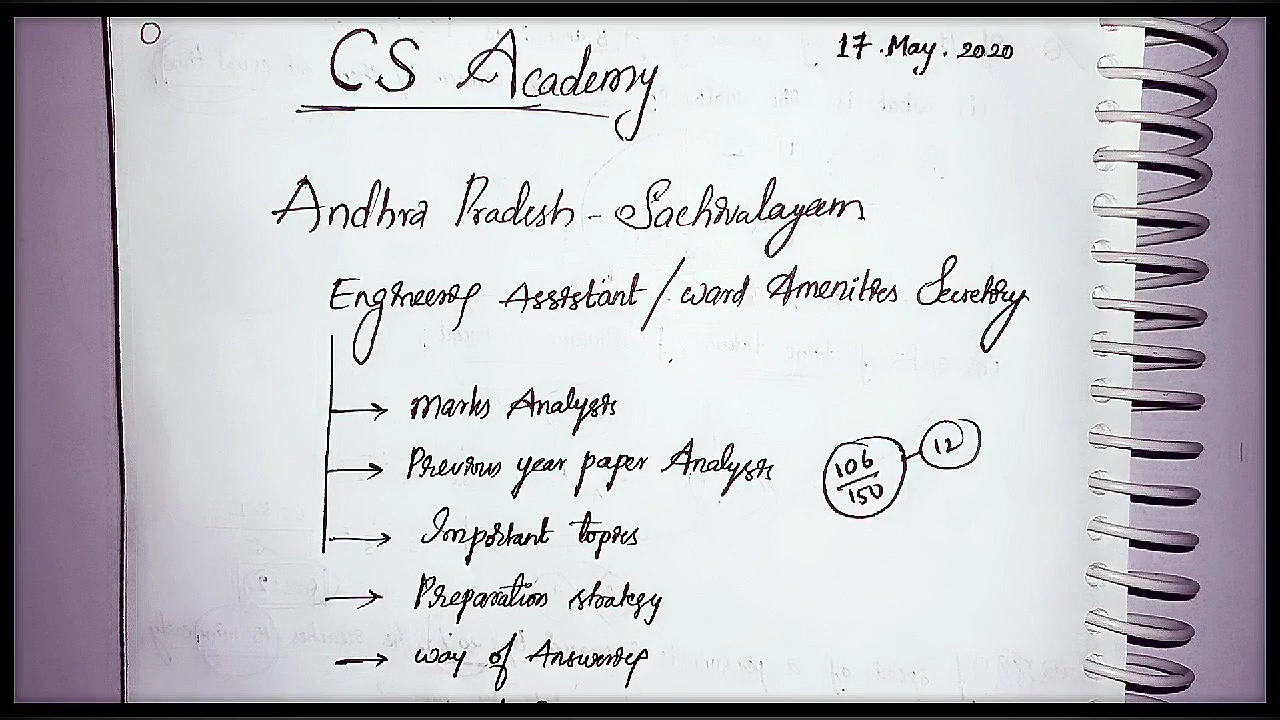 CS Academy
17.May.2020
Andhra Pradesh - Sachivalayam
Engineering Assistant / ward Amenities Secretary
→ Marks Analysis
→ Previous year paper Analysis
106/150
12
→ Important topics
→ Preparation strategy
→ way of Answering